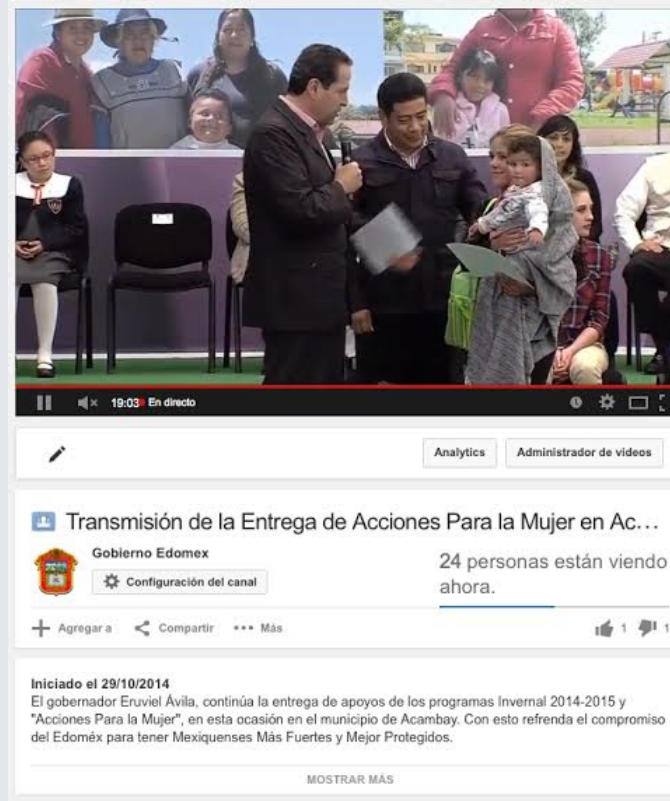 19:03 En directo
Analytics
Administrador de videos
Transmisión de la Entrega de Acciones Para la Mujer en Ac...
Gobierno Edomex
Configuración del canal
24 personas están viendo
ahora.
Agregar a
Compartir
Más
1
1
Iniciado el 29/10/2014
El gobernador Eruviel Ávila, continúa la entrega de apoyos de los programas Invernal 2014-2015 y
"Acciones Para la Mujer", en esta ocasión en el municipio de Acambay. Con esto refrenda el compromiso
del Edoméx para tener Mexiquenses Más Fuertes y Mejor Protegidos.
MOSTRAR MÁS